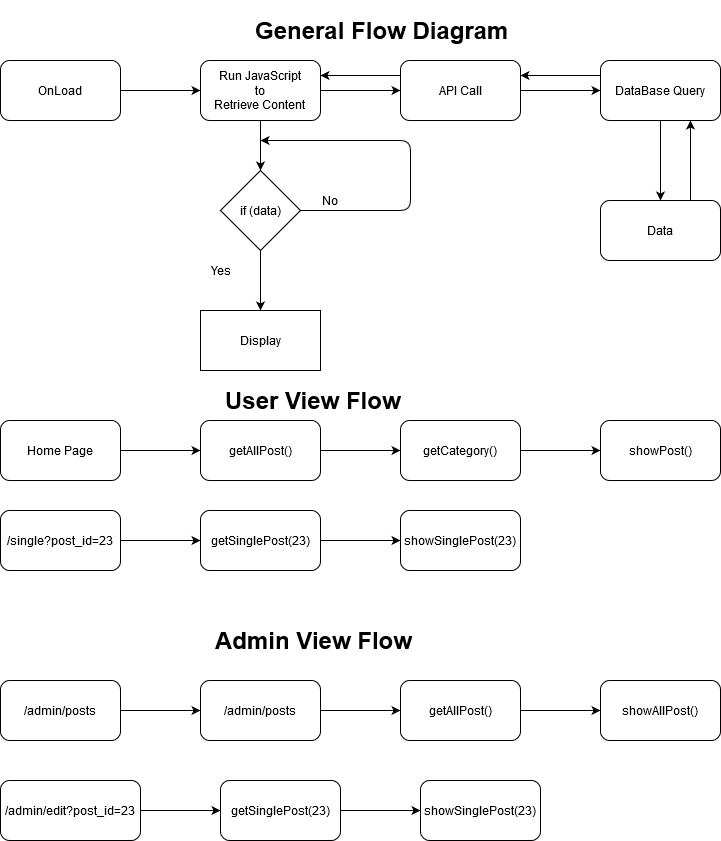 General Flow Diagram
OnLoad
Run JavaScript
to
Retrieve Content
API Call
DataBase Query
if (data)
No
Data
Yes
Display
User View Flow
Home Page
getAllPost()
getCategory()
showPost()
/single?post_id=23
getSinglePost(23)
showSinglePost(23)
Admin View Flow
/admin/posts
/admin/posts
getAllPost()
showAllPost()
/admin/edit?post_id=23
getSinglePost(23)
showSinglePost(23)